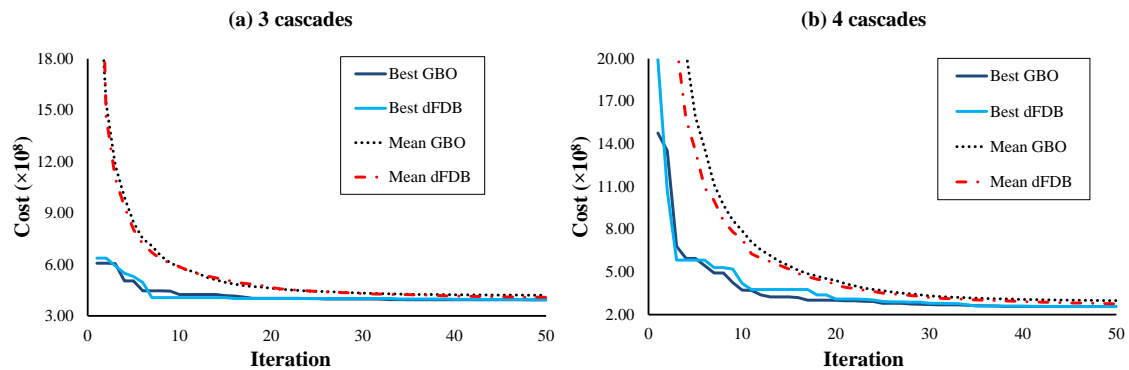 (a) 3 cascades
18.00
15.00
12.00
9.00
6.00
3.00
Cost (×10⁸)
0
10
20
30
40
50
Iteration
Best GBO
Best dFDB
Mean GBO
Mean dFDB
(b) 4 cascades
20.00
17.00
14.00
11.00
8.00
5.00
2.00
Cost (×10⁸)
0
10
20
30
40
50
Iteration
Best GBO
Best dFDB
Mean GBO
Mean dFDB